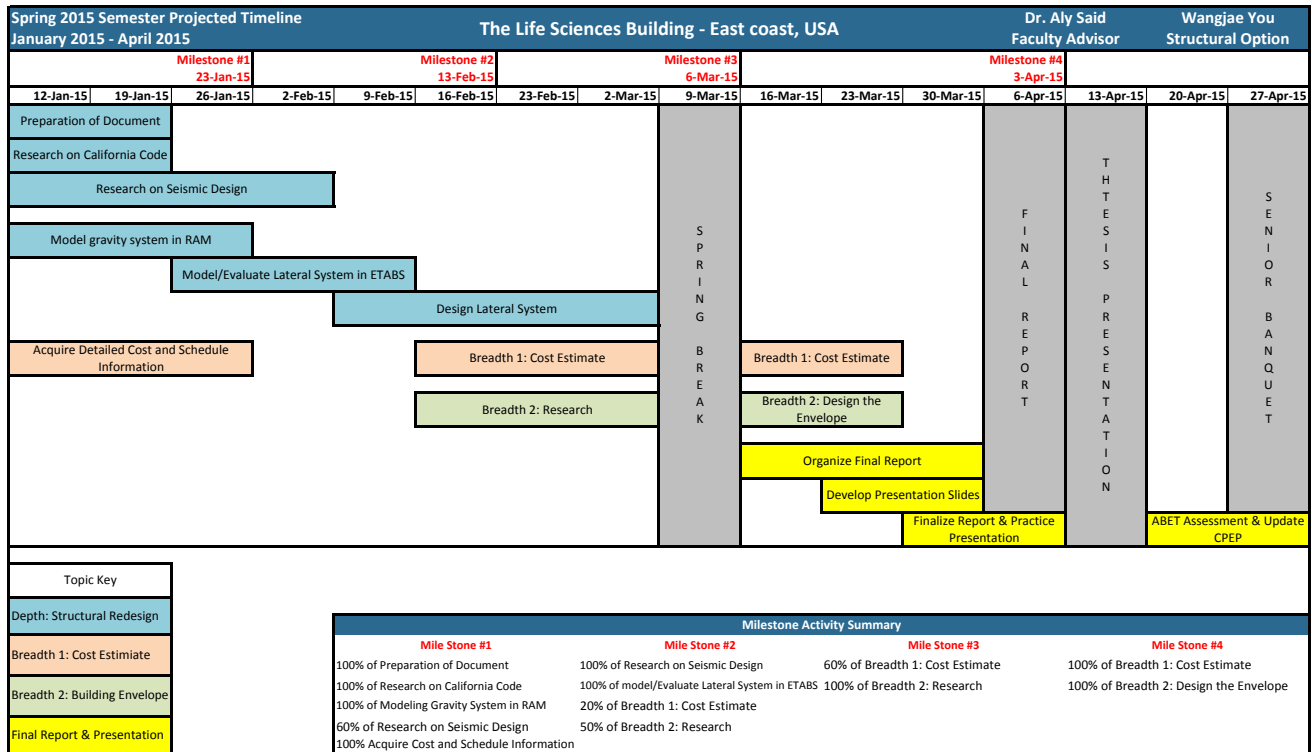 Spring 2015 Semester Projected Timeline
January 2015 - April 2015
The Life Sciences Building - East coast, USA
Dr. Aly Said
Faculty Advisor
Wangjae You
Structural Option
Milestone #1
23-Jan-15
Milestone #2
13-Feb-15
Milestone #3
6-Mar-15
Milestone #4
3-Apr-15
12-Jan-15 19-Jan-15 26-Jan-15 2-Feb-15 9-Feb-15 16-Feb-15 23-Feb-15 2-Mar-15 9-Mar-15 16-Mar-15 23-Mar-15 30-Mar-15 6-Apr-15 13-Apr-15 20-Apr-15 27-Apr-15
Preparation of Document
Research on California Code
Research on Seismic Design
Model gravity system in RAM
Model/Evaluate Lateral System in ETABS
Design Lateral System
Acquire Detailed Cost and Schedule
Information
Breadth 1: Cost Estimate
Breadth 1: Cost Estimate
Breadth 2: Research
Breadth 2: Design the
Envelope
SPRING BREAK
FINAL REPORT
THTESIS PRESENTATION
SENIOR BANQUET
Organize Final Report
Develop Presentation Slides
Finalize Report & Practice
Presentation
ABET Assessment & Update
CPEP
Topic Key
Depth: Structural Redesign
Breadth 1: Cost Estimiate
Breadth 2: Building Envelope
Final Report & Presentation
Milestone Activity Summary
Mile Stone #1
100% of Preparation of Document
100% of Research on California Code
100% of Modeling Gravity System in RAM
60% of Research on Seismic Design
100% Acquire Cost and Schedule Information
Mile Stone #2
100% of Research on Seismic Design
100% of model/Evaluate Lateral System in ETABS
20% of Breadth 1: Cost Estimate
50% of Breadth 2: Research
Mile Stone #3
60% of Breadth 1: Cost Estimate
100% of Breadth 2: Research
Mile Stone #4
100% of Breadth 1: Cost Estimate
100% of Breadth 2: Design the Envelope